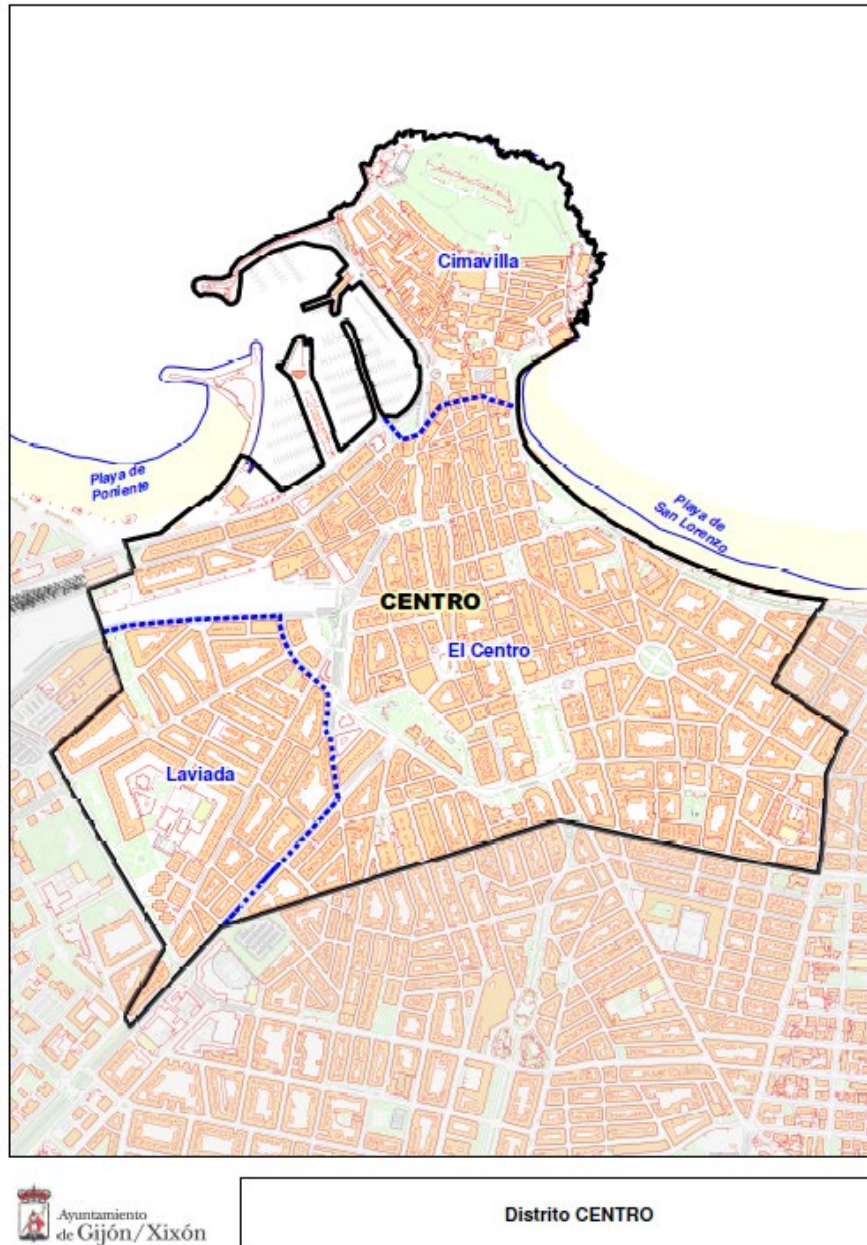 Cimavilla
Playa de
Poniente
Playa de
San Lorenzo
CENTRO
El Centro
Laviada
Ayuntamiento
de Gijón/Xixón
Distrito CENTRO